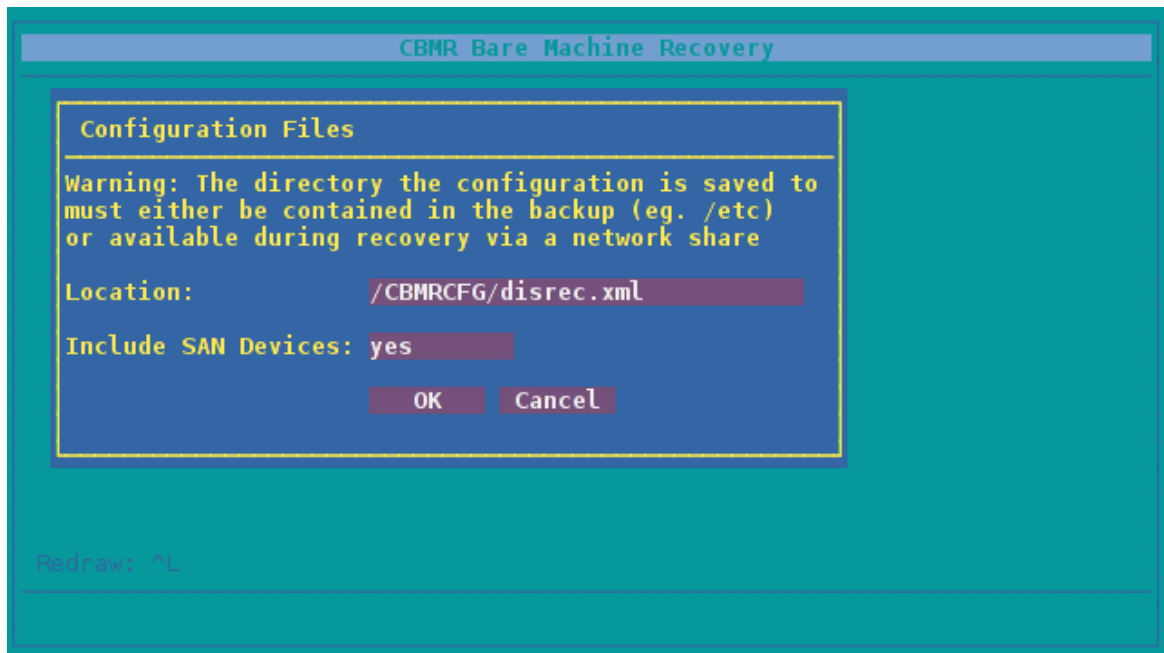 CBMR Bare Machine Recovery
Configuration Files
Warning: The directory the configuration is saved to
must either be contained in the backup (eg. /etc)
or available during recovery via a network share
Location: /CBMRCFG/disrec.xml
Include SAN Devices: yes
OK Cancel
Redraw: ^L